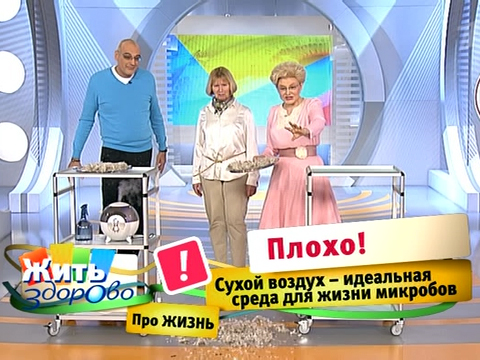 Плохо!
!
Сухой воздух – идеальная
среда для жизни микробов
Жить
здорово
Про ЖИЗНЬ